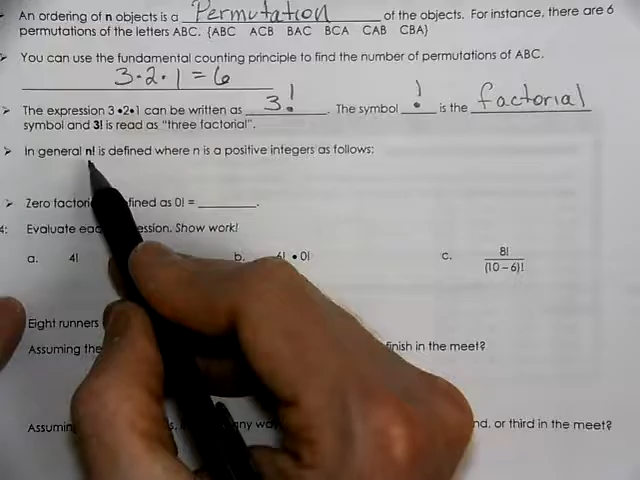 An ordering of n objects is a Permutation of the objects. For instance, there are 6
permutations of the letters ABC. {ABC ACB BAC BCA CAB CBA}
You can use the fundamental counting principle to find the number of permutations of ABC.
3·2·1 = 6
The expression 3•2•1 can be written as 3!. The symbol ! is the factorial
symbol and 3! is read as "three factorial".
In general n! is defined where n is a positive integers as follows:
Zero factori fined as 0! = ________.
4: Evaluate ea ession. Show work!
a. 4! b. 4! • 0! c. 8!
(10 – 6)!
Eight runners
Assuming the finish in the meet?
Assuming s, ny wa nd, or third in the meet?